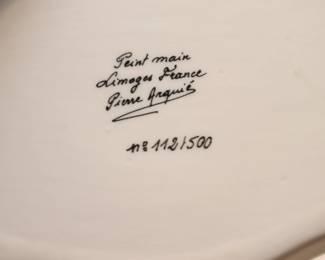 Peint main
Limoges France
Pierre Arquié
nº 112/500